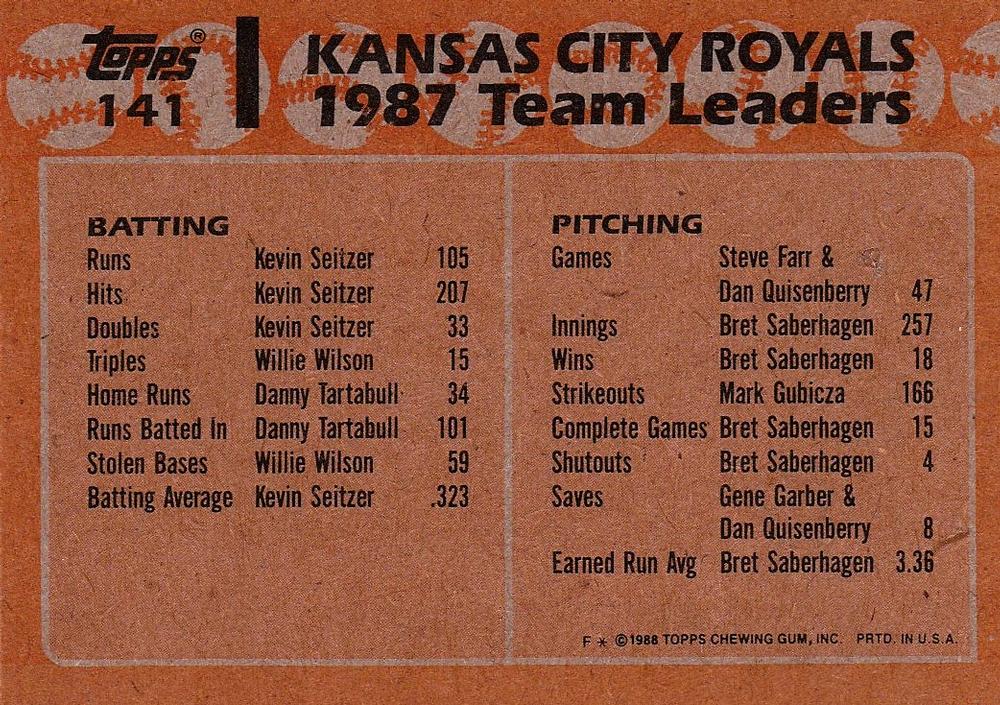 topps®
141
KANSAS CITY ROYALS
1987 Team Leaders
BATTING
Runs Kevin Seitzer 105
Hits Kevin Seitzer 207
Doubles Kevin Seitzer 33
Triples Willie Wilson 15
Home Runs Danny Tartabull 34
Runs Batted In Danny Tartabull 101
Stolen Bases Willie Wilson 59
Batting Average Kevin Seitzer .323
PITCHING
Games Steve Farr &
Dan Quisenberry 47
Innings Bret Saberhagen 257
Wins Bret Saberhagen 18
Strikeouts Mark Gubicza 166
Complete Games Bret Saberhagen 15
Shutouts Bret Saberhagen 4
Saves Gene Garber &
Dan Quisenberry 8
Earned Run Avg Bret Saberhagen 3.36
F * ©1988 TOPPS CHEWING GUM, INC. PRTD. IN U.S.A.